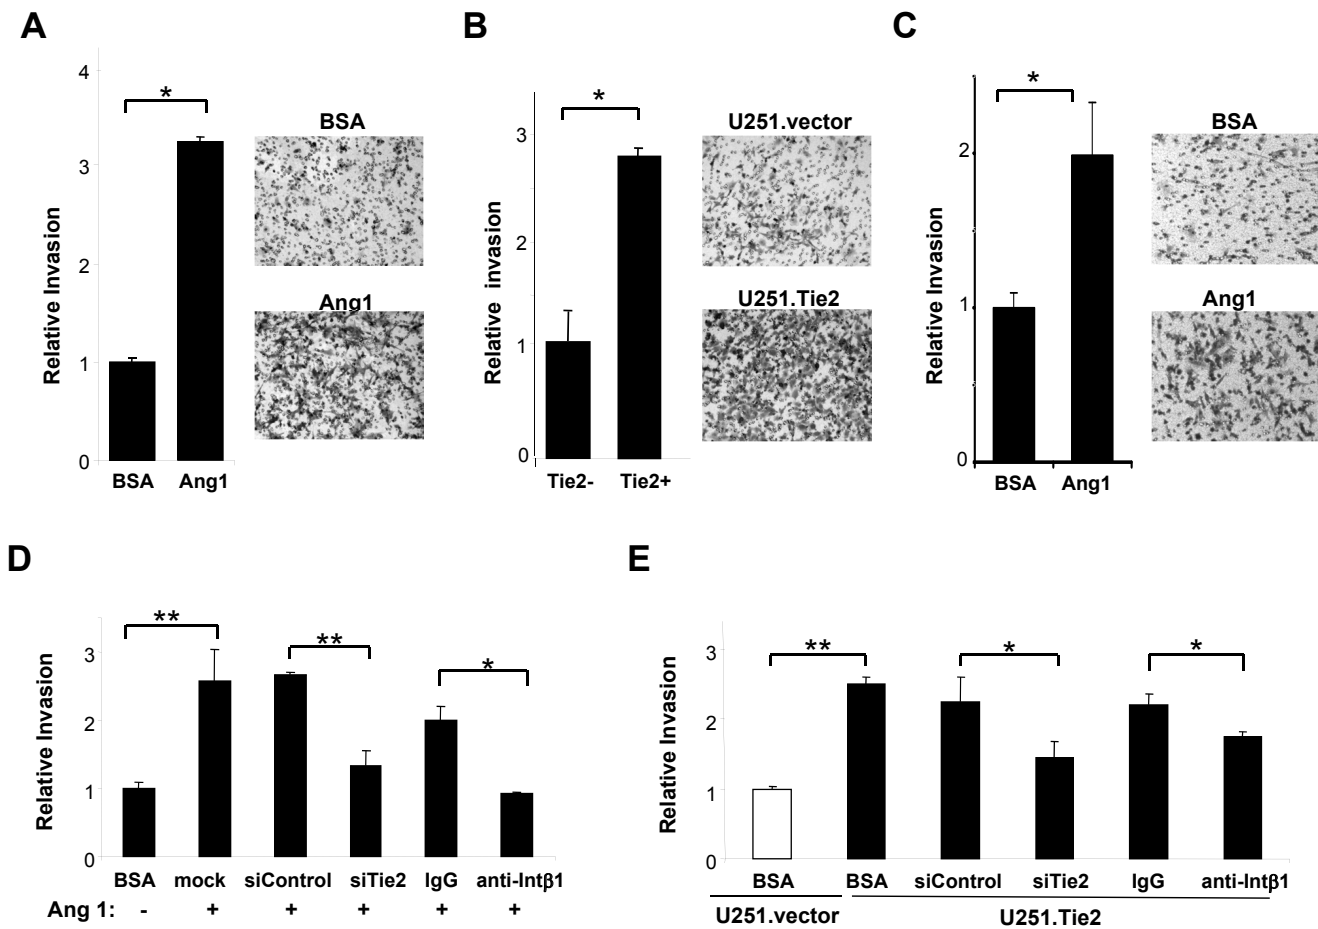 A
B
C
4
3
2
1
0
Relative Invasion
*
BSA
Ang1
BSA
Ang1
3
2
1
0
Relative invasion
*
Tie2-
Tie2+
U251.vector
U251.Tie2
2
1
0
Relative Invasion
*
BSA
Ang1
BSA
Ang1
D
E
3
2
1
0
Relative Invasion
**
**
*
BSA mock siControl siTie2 IgG anti-Intβ1
Ang 1: - + + + + +
3
2
1
0
Relative Invasion
**
*
*
BSA BSA siControl siTie2 IgG anti-Intβ1
U251.vector U251.Tie2